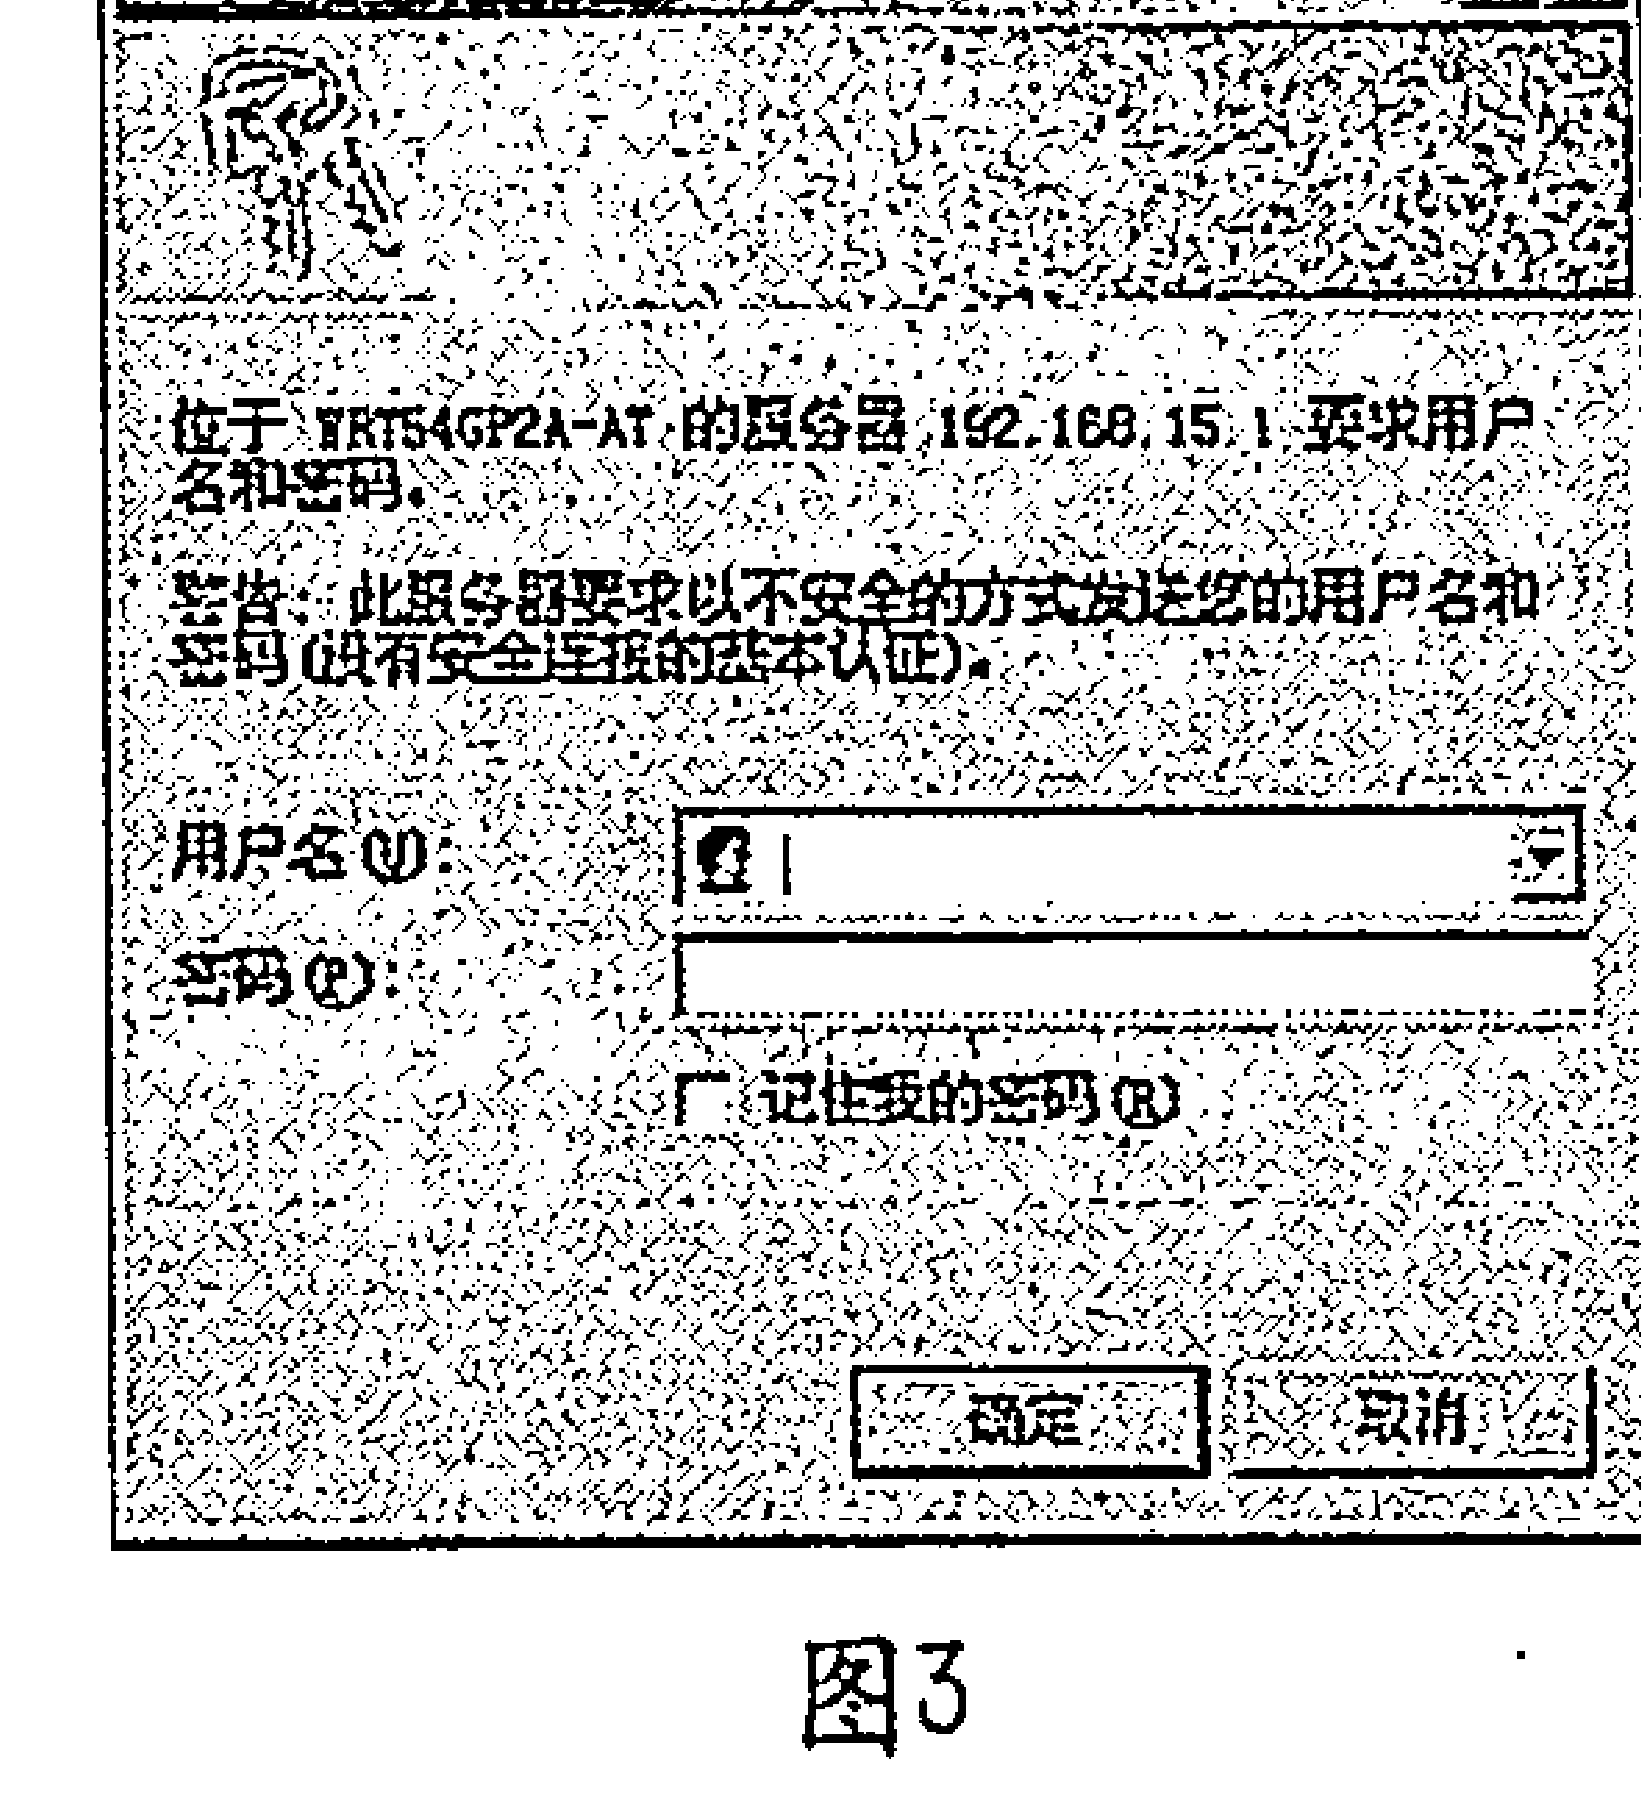 位于 WRT54GP2A-AT 的服务器 192.168.15.1 要求用户
名和密码。
警告: 此服务器要求以不安全的方式发送您的用户名和
密码(没有安全连接的基本认证)。
用户名(U):
密码(P):
记住我的密码(R)
确定
取消
图3